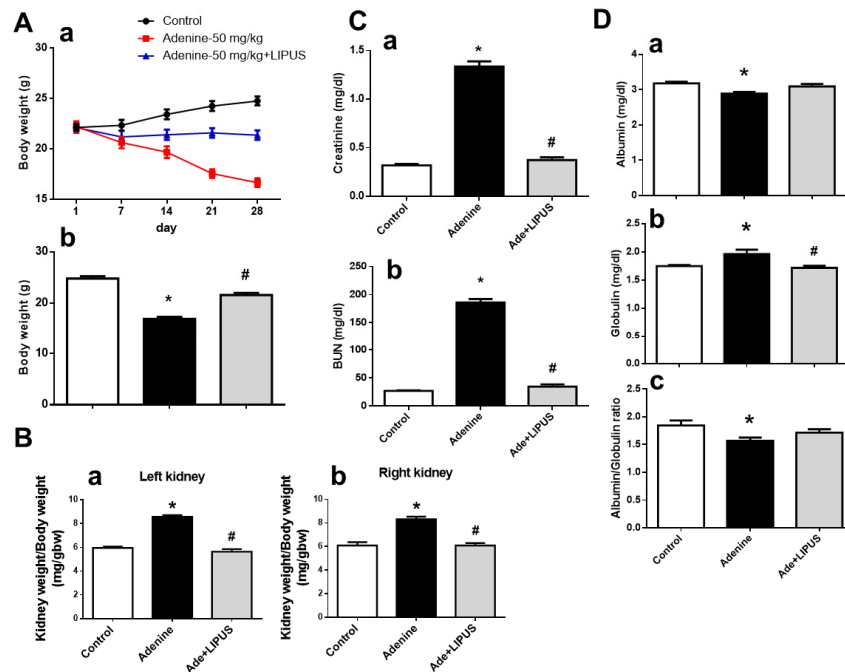 A
a
Control
Adenine-50 mg/kg
Adenine-50 mg/kg+LIPUS
Body weight (g)
30
25
20
15
1 7 14 21 28
day
b
Body weight (g)
30
20
10
0
*
#
B
a
Left kidney
Kidney weight/Body weight
(mg/gbw)
10
8
6
4
2
0
*
#
Control
Adenine
Ade+LIPUS
b
Right kidney
Kidney weight/Body weight
(mg/gbw)
10
8
6
4
2
0
*
#
Control
Adenine
Ade+LIPUS
C
a
Creatinine (mg/dl)
1.5
1.0
0.5
0.0
*
#
Control
Adenine
Ade+LIPUS
b
BUN (mg/dl)
250
200
150
100
50
0
*
#
Control
Adenine
Ade+LIPUS
D
a
Albumin (mg/dl)
4
3
2
1
0
*
b
Globulin (mg/dl)
2.5
2.0
1.5
1.0
0.5
0.0
*
#
c
Albumin/Globulin ratio
2.5
2.0
1.5
1.0
0.5
0.0
*
Control
Adenine
Ade+LIPUS